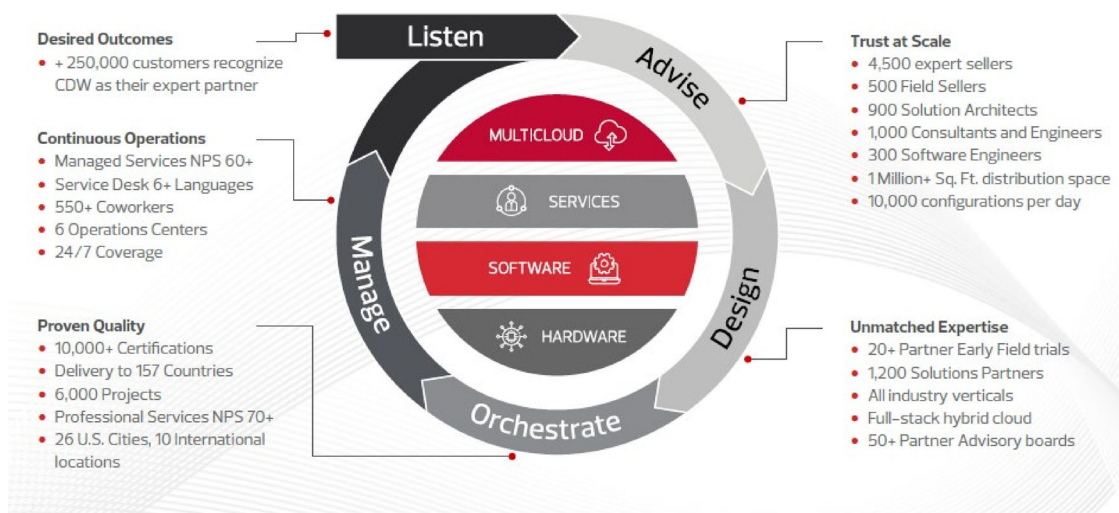 Listen
Advise
Design
Orchestrate
Manage
MULTICLOUD
SERVICES
SOFTWARE
HARDWARE
Desired Outcomes
• + 250,000 customers recognize
CDW as their expert partner
Continuous Operations
• Managed Services NPS 60+
• Service Desk 6+ Languages
• 550+ Coworkers
• 6 Operations Centers
• 24/7 Coverage
Proven Quality
• 10,000+ Certifications
• Delivery to 157 Countries
• 6,000 Projects
• Professional Services NPS 70+
• 26 U.S. Cities, 10 International
locations
Trust at Scale
• 4,500 expert sellers
• 500 Field Sellers
• 900 Solution Architects
• 1,000 Consultants and Engineers
• 300 Software Engineers
• 1 Million+ Sq. Ft. distribution space
• 10,000 configurations per day
Unmatched Expertise
• 20+ Partner Early Field trials
• 1,200 Solutions Partners
• All industry verticals
• Full-stack hybrid cloud
• 50+ Partner Advisory boards